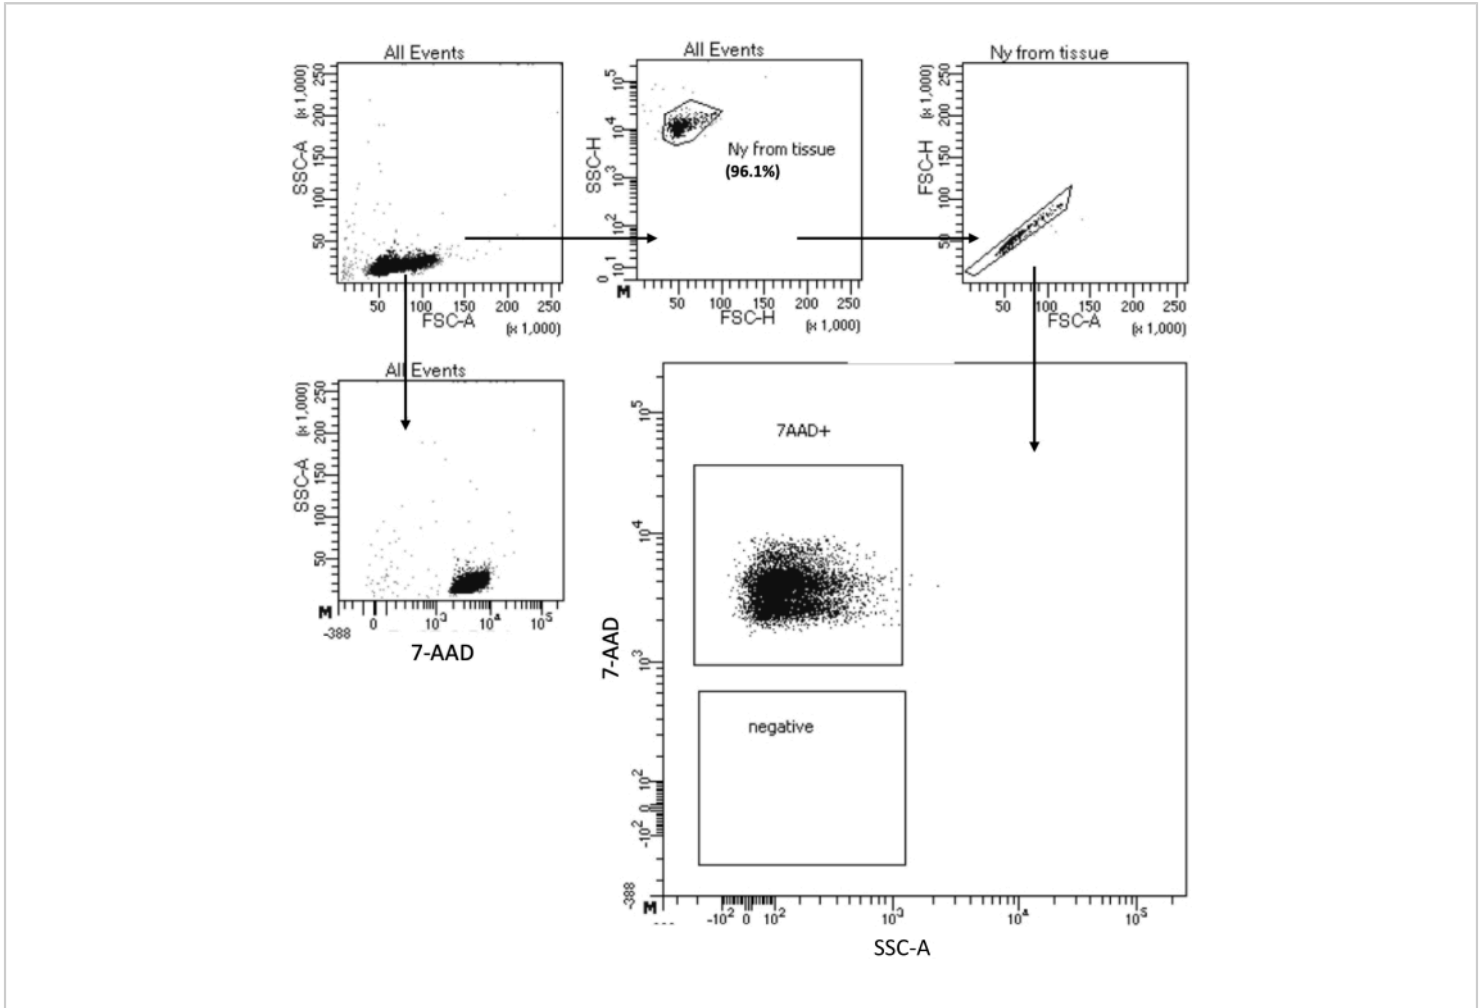 All Events
(x 1,000)
SSC-A
250
200
150
100
50
50 100 150 200 250
FSC-A
(x 1,000)
All Events
SSC-H
10^5
10^4
10^3
10^2
0 10^1
Ny from tissue
(96.1%)
M
50 100 150 200 250
FSC-H
(x 1,000)
Ny from tissue
(x 1,000)
FSC-H
250
200
150
100
50
50 100 150 200 250
FSC-A
(x 1,000)
All Events
(x 1,000)
SSC-A
250
200
150
100
50
M
-388
0 10^3 10^4 10^5
7-AAD
7AAD+
negative
7-AAD
10^5
10^4
10^3
10^2
0
-10^2
-388
M
-10^2 0 10^2 10^3 10^4 10^5
SSC-A